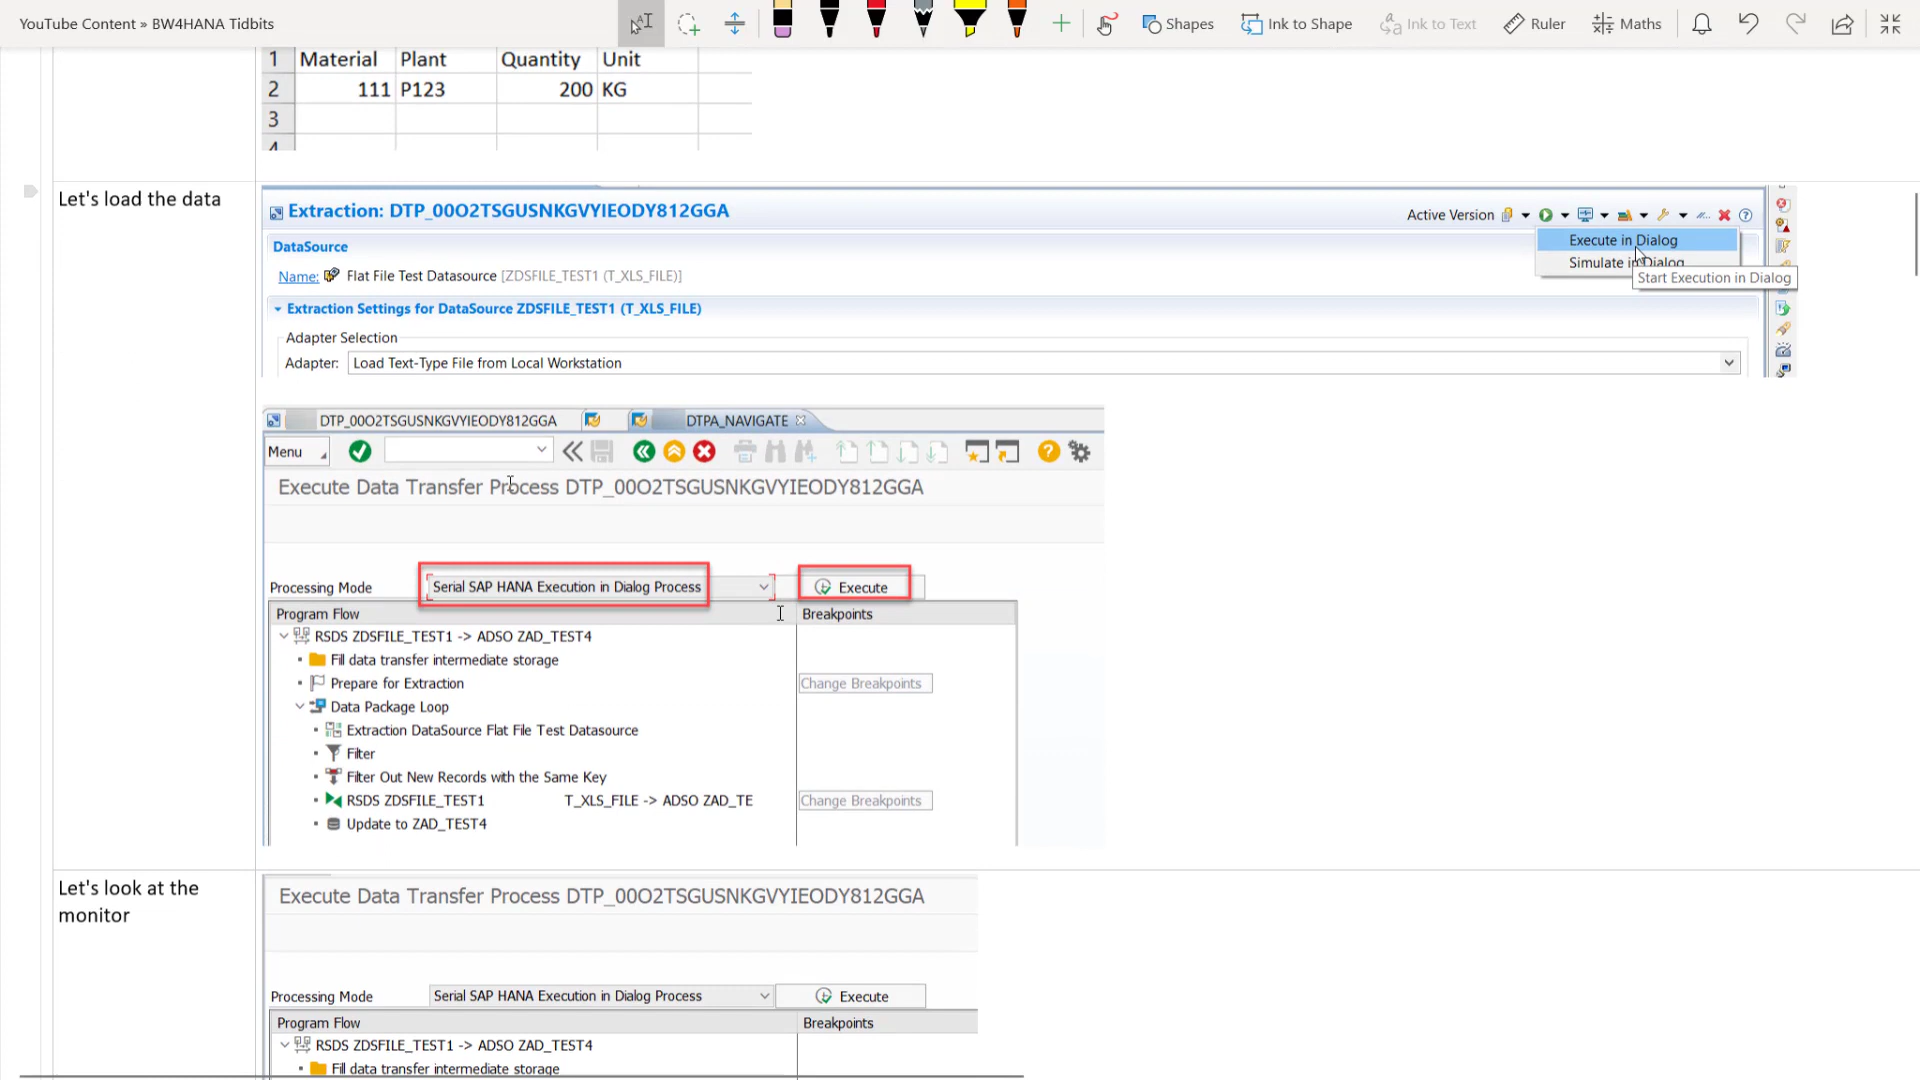 YouTube Content » BW4HANA Tidbits
Shapes
Ink to Shape
Ink to Text
Ruler
Maths
1 Material Plant Quantity Unit
2 111 P123 200 KG
3
4
Let's load the data
Extraction: DTP_00O2TSGUSNKGVYIEODY812GGA
Active Version
DataSource
Execute in Dialog
Simulate in Dialog
Start Execution in Dialog
Name: Flat File Test Datasource [ZDSFILE_TEST1 (T_XLS_FILE)]
Extraction Settings for DataSource ZDSFILE_TEST1 (T_XLS_FILE)
Adapter Selection
Adapter: Load Text-Type File from Local Workstation
DTP_00O2TSGUSNKGVYIEODY812GGA
DTPA_NAVIGATE
Menu
Execute Data Transfer Process DTP_00O2TSGUSNKGVYIEODY812GGA
Processing Mode Serial SAP HANA Execution in Dialog Process Execute
Program Flow Breakpoints
RSDS ZDSFILE_TEST1 -> ADSO ZAD_TEST4
Fill data transfer intermediate storage
Prepare for Extraction Change Breakpoints
Data Package Loop
Extraction DataSource Flat File Test Datasource
Filter
Filter Out New Records with the Same Key
RSDS ZDSFILE_TEST1 T_XLS_FILE -> ADSO ZAD_TE Change Breakpoints
Update to ZAD_TEST4
Let's look at the
monitor
Execute Data Transfer Process DTP_00O2TSGUSNKGVYIEODY812GGA
Processing Mode Serial SAP HANA Execution in Dialog Process Execute
Program Flow Breakpoints
RSDS ZDSFILE_TEST1 -> ADSO ZAD_TEST4
Fill data transfer intermediate storage